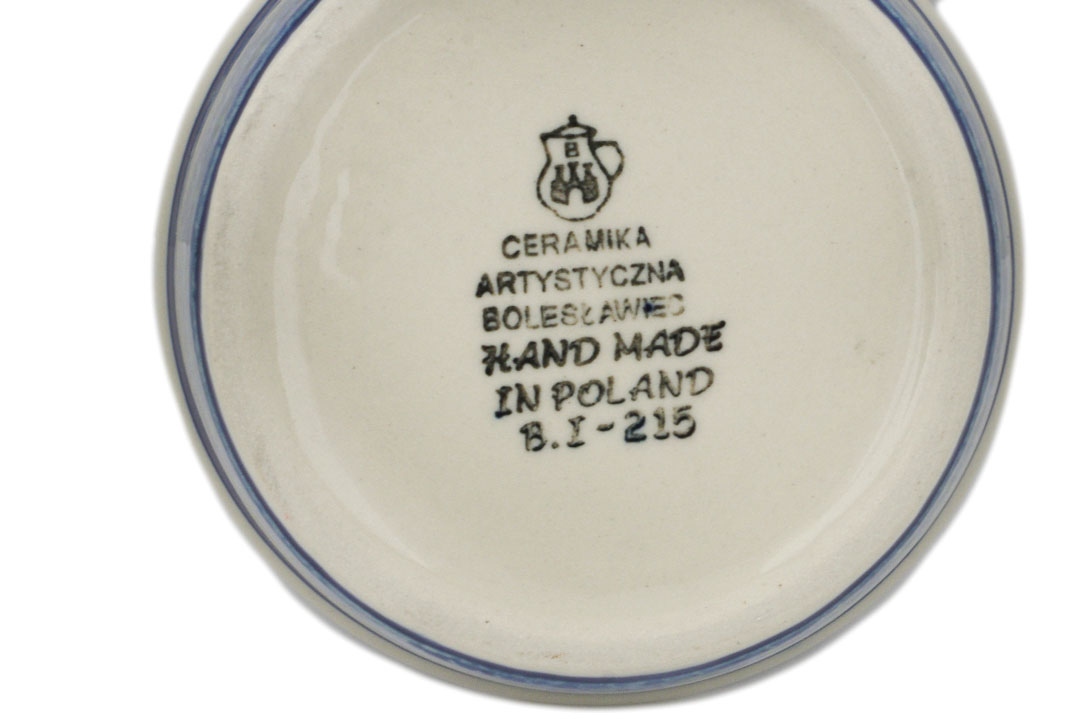 B
CERAMIKA
ARTYSTYCZNA
BOLESŁAWIEC
HAND MADE
IN POLAND
B.I-215